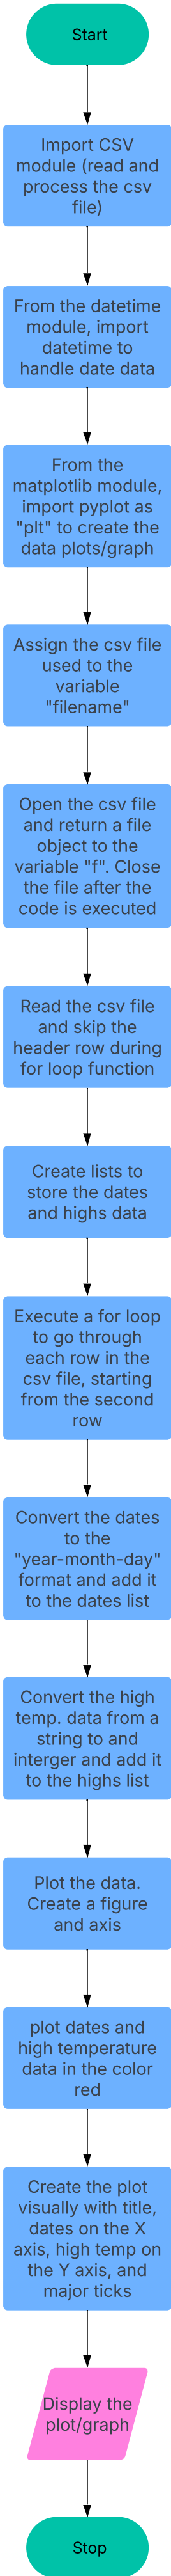 Start
Import CSV
module (read and
process the csv
file)
From the datetime
module, import
datetime to
handle date data
From the
matplotlib module,
import pyplot as
"plt" to create the
data plots/graph
Assign the csv file
used to the
variable
"filename"
Open the csv file
and return a file
object to the
variable "f". Close
the file after the
code is executed
Read the csv file
and skip the
header row during
for loop function
Create lists to
store the dates
and highs data
Execute a for loop
to go through
each row in the
csv file, starting
from the second
row
Convert the dates
to the
"year-month-day"
format and add it
to the dates list
Convert the high
temp. data from a
string to and
interger and add it
to the highs list
Plot the data.
Create a figure
and axis
plot dates and
high temperature
data in the color
red
Create the plot
visually with title,
dates on the X
axis, high temp on
the Y axis, and
major ticks
Display the
plot/graph
Stop